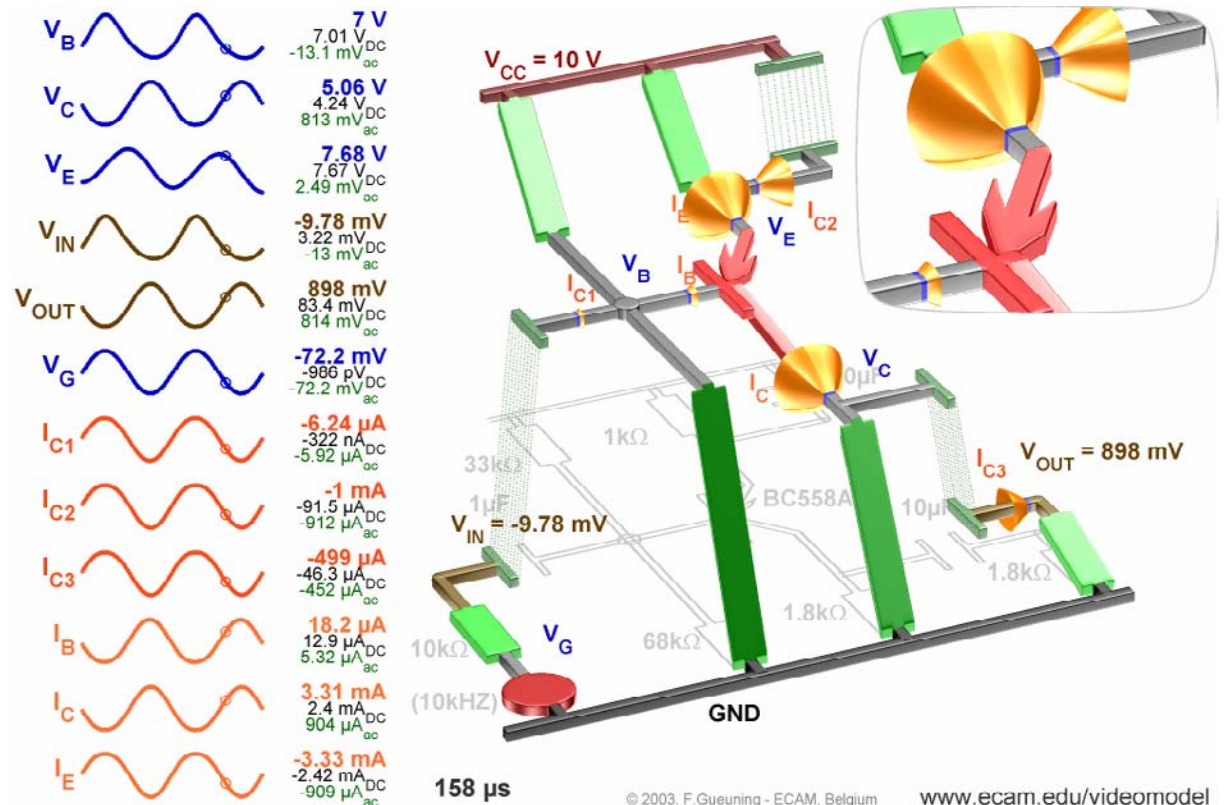 VB 7 V
7.01 VDC
-13.1 mVac
VC 5.06 V
4.24 VDC
813 mVac
VE 7.68 V
7.67 VDC
2.49 mVac
VIN -9.78 mV
3.22 mVDC
-13 mVac
VOUT 898 mV
83.4 mVDC
814 mVac
VG -72.2 mV
-986 pVDC
-72.2 mVac
IC1 -6.24 µA
-322 nADC
-5.92 µAac
IC2 -1 mA
-91.5 µADC
-912 µAac
IC3 -499 µA
-46.3 µADC
-452 µAac
IB 18.2 µA
12.9 µADC
5.32 µAac
IC 3.31 mA
2.4 mADC
904 µAac
IE -3.33 mA
-2.42 mADC
-909 µAac
VCC = 10 V
IE
VE
IC2
VB
IB
IC1
VC
IC
0µF
1kΩ
33kΩ
1µF
BC558A
10µF
IC3
VOUT = 898 mV
VIN = -9.78 mV
1.8kΩ
1.8kΩ
68kΩ
10kΩ
VG
(10kHZ)
GND
158 µs
© 2003, F.Gueuning - ECAM, Belgium
www.ecam.edu/videomodel